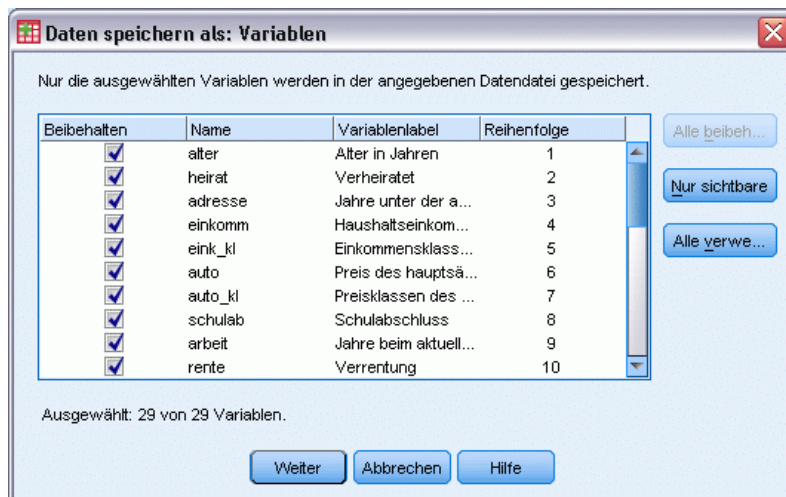 Daten speichern als: Variablen
Nur die ausgewählten Variablen werden in der angegebenen Datendatei gespeichert.
Beibehalten Name Variablenlabel Reihenfolge
alter Alter in Jahren 1
heirat Verheiratet 2
adresse Jahre unter der a... 3
einkomm Haushaltseinkom... 4
eink_kl Einkommensklass... 5
auto Preis des hauptsä... 6
auto_kl Preisklassen des ... 7
schulab Schulabschluss 8
arbeit Jahre beim aktuell... 9
rente Verrentung 10
Alle beibeh...
Nur sichtbare
Alle verwe...
Ausgewählt: 29 von 29 Variablen.
Weiter Abbrechen Hilfe